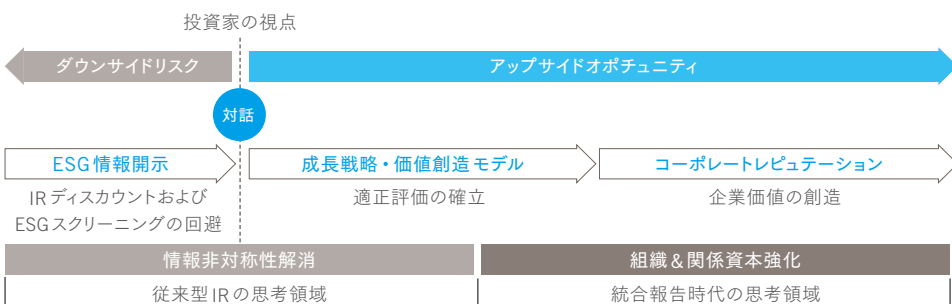 投資家の視点
ダウンサイドリスク
アップサイドオポチュニティ
対話
ESG情報開示
成長戦略・価値創造モデル
コーポレートレピュテーション
IRディスカウントおよび
ESGスクリーニングの回避
適正評価の確立
企業価値の創造
情報非対称性解消
組織＆関係資本強化
従来型IRの思考領域
統合報告時代の思考領域